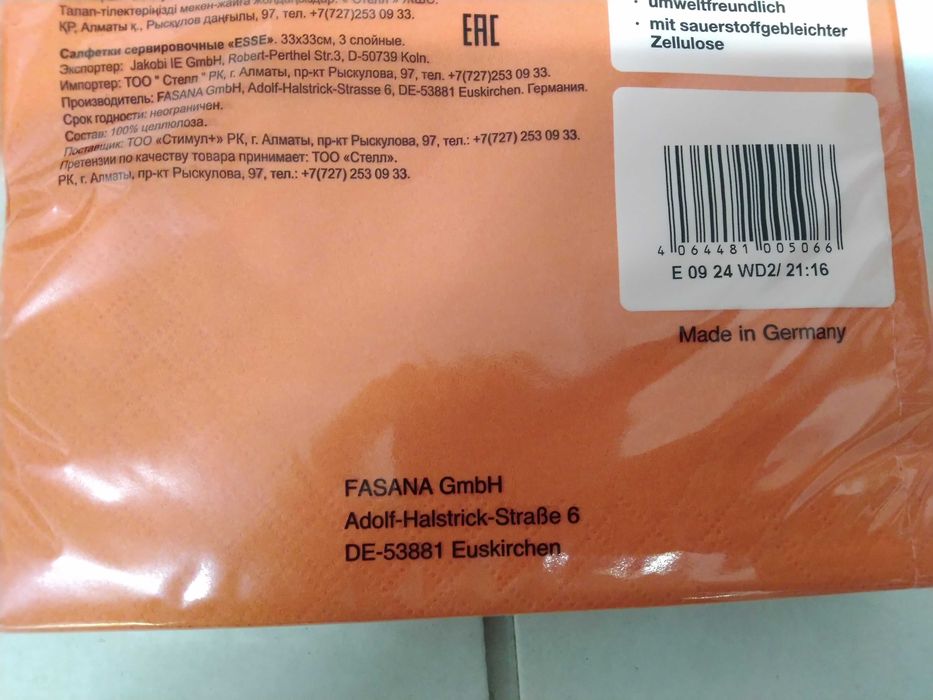 Талап-тілектеріңізді мекен-жайға
ҚР, Алматы қ., Рысқулов даңғылы, 97, тел. +7(727)253 09 33.
EAC
Салфетки сервировочные «ESSE». 33х33см, 3 слойные.
Экспортер: Jakobi IE GmbH, Robert-Perthel Str.3, D-50739 Koln.
Импортер: ТОО " Стелл " РК, г. Алматы, пр-кт Рыскулова, 97, тел. +7(727)253 09 33.
Производитель: FASANA GmbH, Adolf-Halstrick-Strasse 6, DE-53881 Euskirchen. Германия.
Срок годности: неограничен.
Состав: 100% целлюлоза.
Поставщик: ТОО «Стимул+» РК, г. Алматы, пр-кт Рыскулова, 97, тел.: +7(727) 253 09 33.
Претензии по качеству товара принимает: ТОО «Стелл».
РК, г. Алматы, пр-кт Рыскулова, 97, тел.: +7(727) 253 09 33.
· umweltfreundlich
· mit sauerstoffgebleichter
Zellulose
4 064481 005066
E 09 24 WD2/ 21:16
Made in Germany
FASANA GmbH
Adolf-Halstrick-Straße 6
DE-53881 Euskirchen